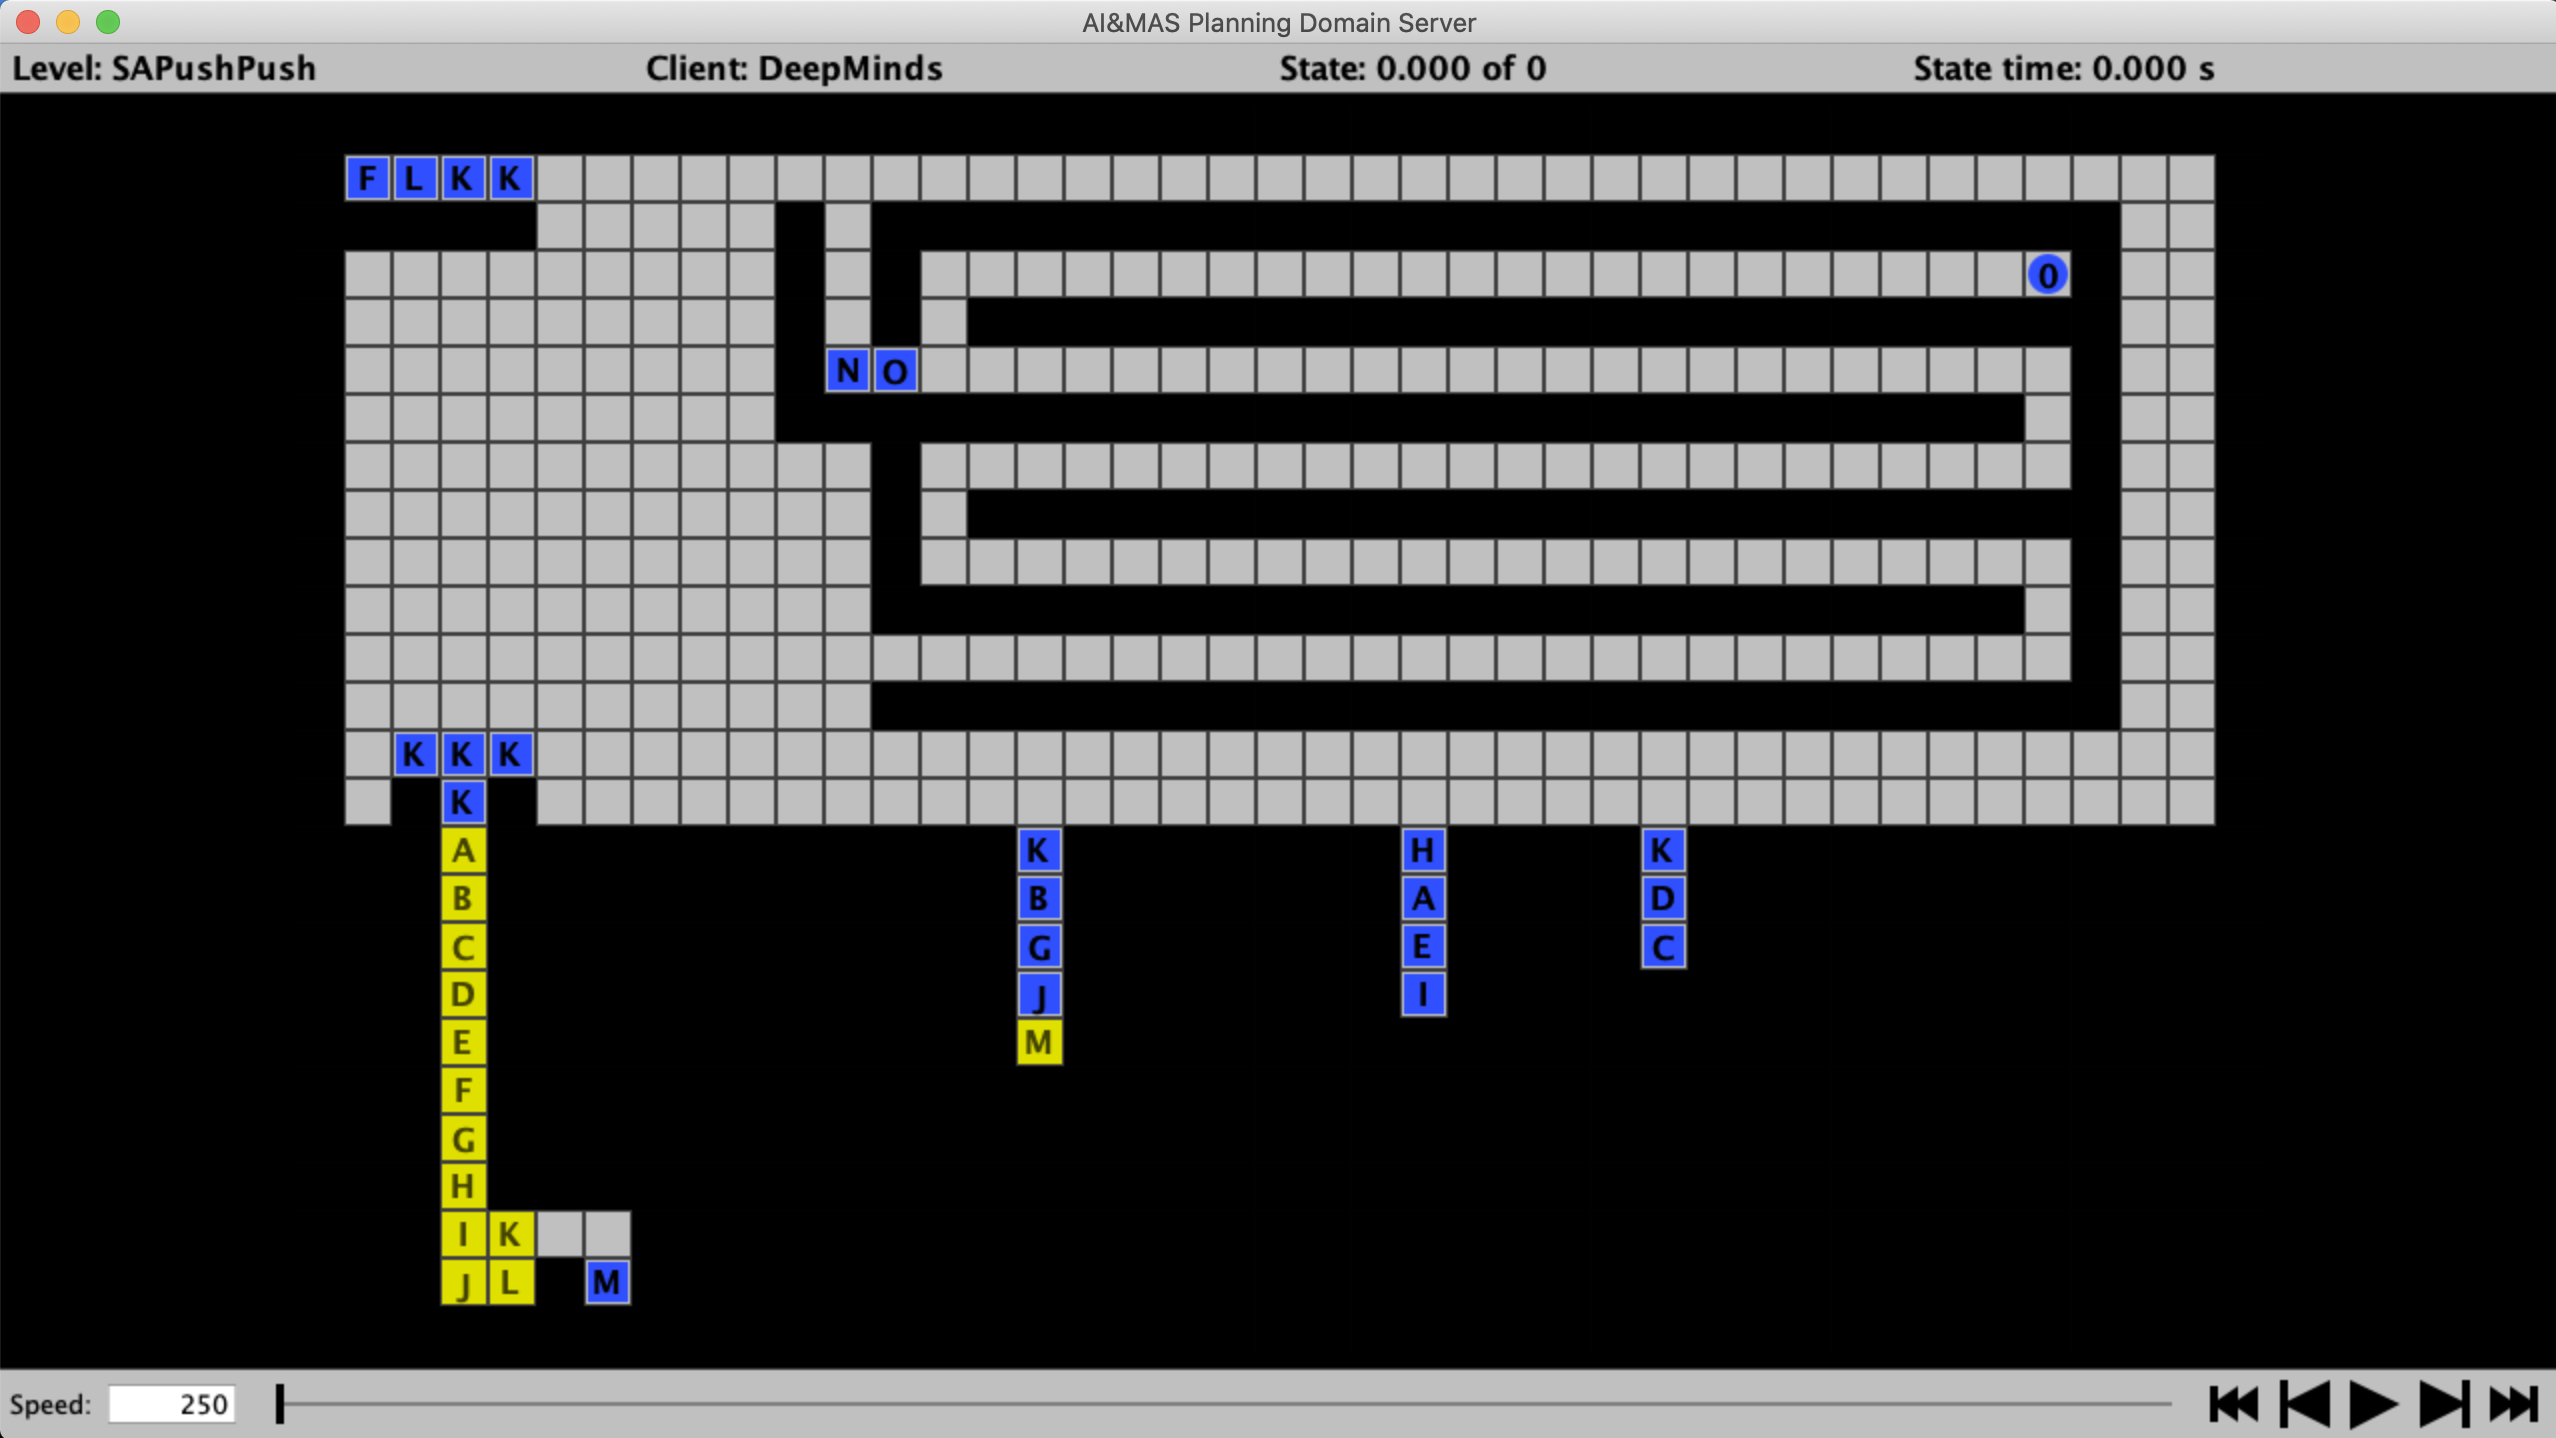 AI&MAS Planning Domain Server
Level: SAPushPush Client: DeepMinds State: 0.000 of 0 State time: 0.000 s
F L K K
0
N O
K K K
K
A K H K
B B A D
C G E C
D J I
E M
F
G
H
I K
J L M
Speed: 250